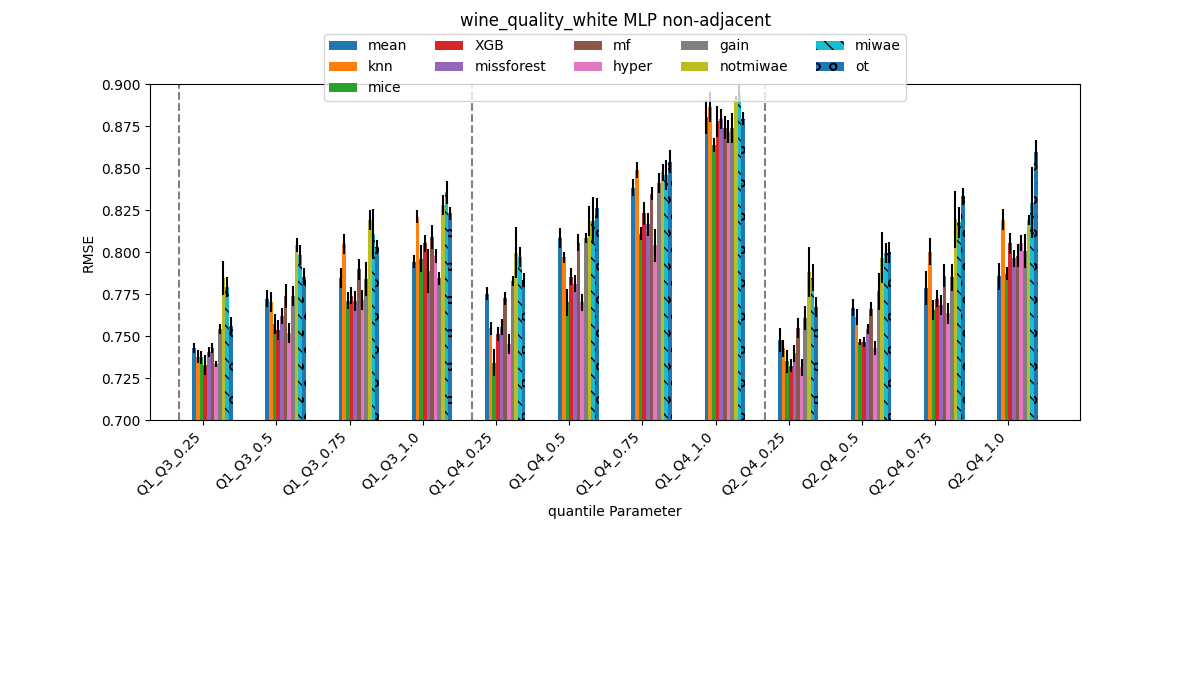 wine_quality_white MLP non-adjacent
mean XGB mf gain miwae
knn missforest hyper notmiwae ot
mice
0.900
0.875
0.850
0.825
0.800
0.775
0.750
0.725
0.700
RMSE
Q1_Q3_0.25 Q1_Q3_0.5 Q1_Q3_0.75 Q1_Q3_1.0 Q1_Q4_0.25 Q1_Q4_0.5 Q1_Q4_0.75 Q1_Q4_1.0 Q2_Q4_0.25 Q2_Q4_0.5 Q2_Q4_0.75 Q2_Q4_1.0
quantile Parameter